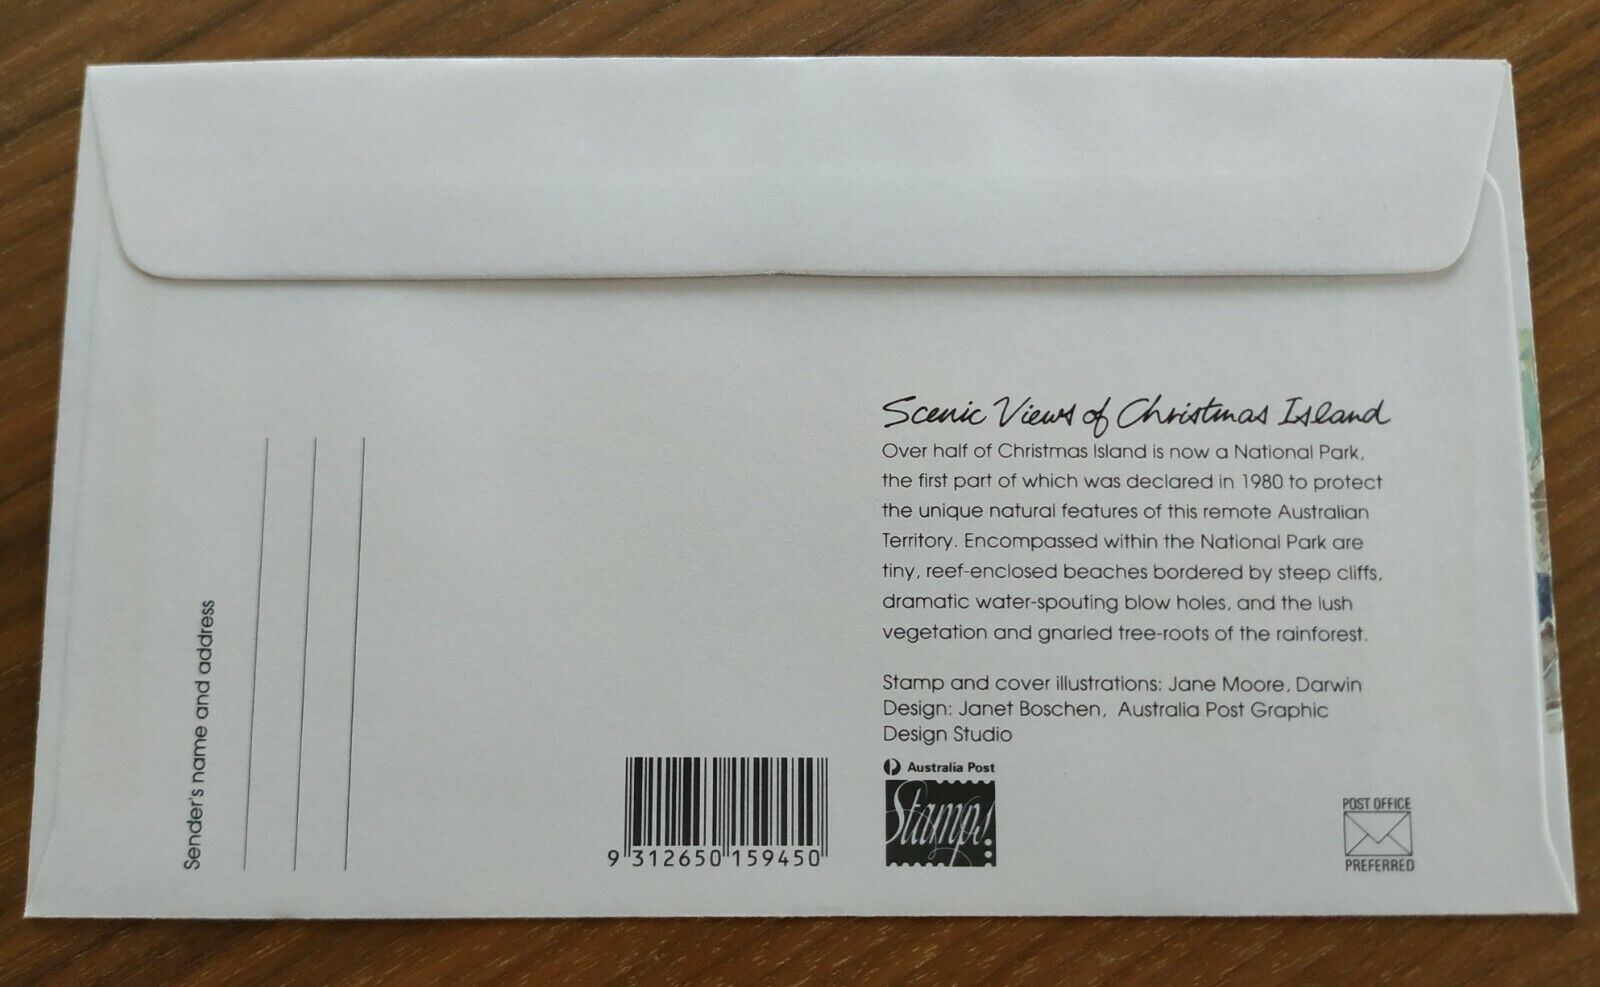 Scenic Views of Christmas Island
Over half of Christmas Island is now a National Park,
the first part of which was declared in 1980 to protect
the unique natural features of this remote Australian
Territory. Encompassed within the National Park are
tiny, reef-enclosed beaches bordered by steep cliffs,
dramatic water-spouting blow holes, and the lush
vegetation and gnarled tree-roots of the rainforest.
Stamp and cover illustrations: Jane Moore, Darwin
Design: Janet Boschen, Australia Post Graphic
Design Studio
Australia Post
Stamps
Sender's name and address
9 312650 159450
POST OFFICE
PREFERRED